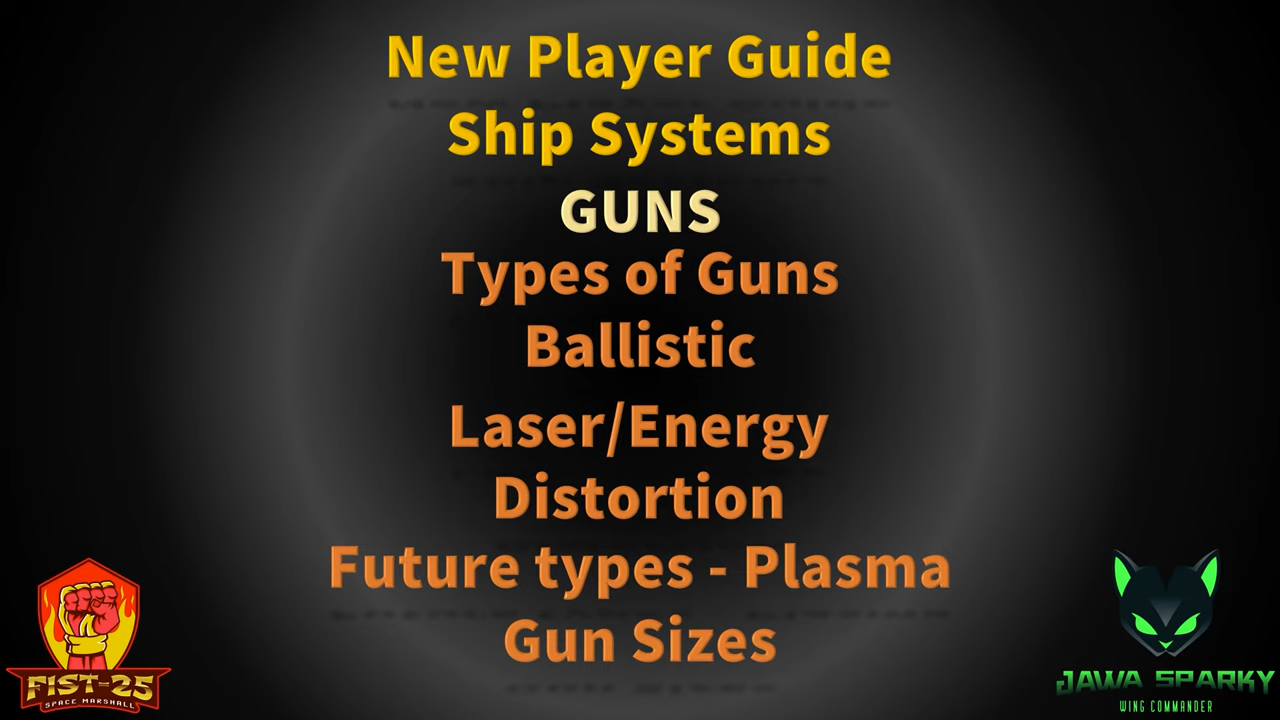 New Player Guide
Ship Systems
GUNS
Types of Guns
Ballistic
Laser/Energy
Distortion
Future types - Plasma
Gun Sizes
FIST-25
SPACE MARSHALL
JAWA SPARKY
WING COMMANDER